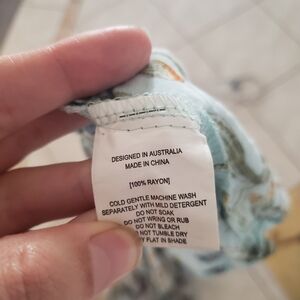 DESIGNED IN AUSTRALIA
MADE IN CHINA
[100% RAYON]
COLD GENTLE MACHINE WASH
SEPARATELY WITH MILD DETERGENT
DO NOT SOAK
DO NOT WRING OR RUB
DO NOT BLEACH
NOT TUMBLE DRY
FLAT IN SHADE